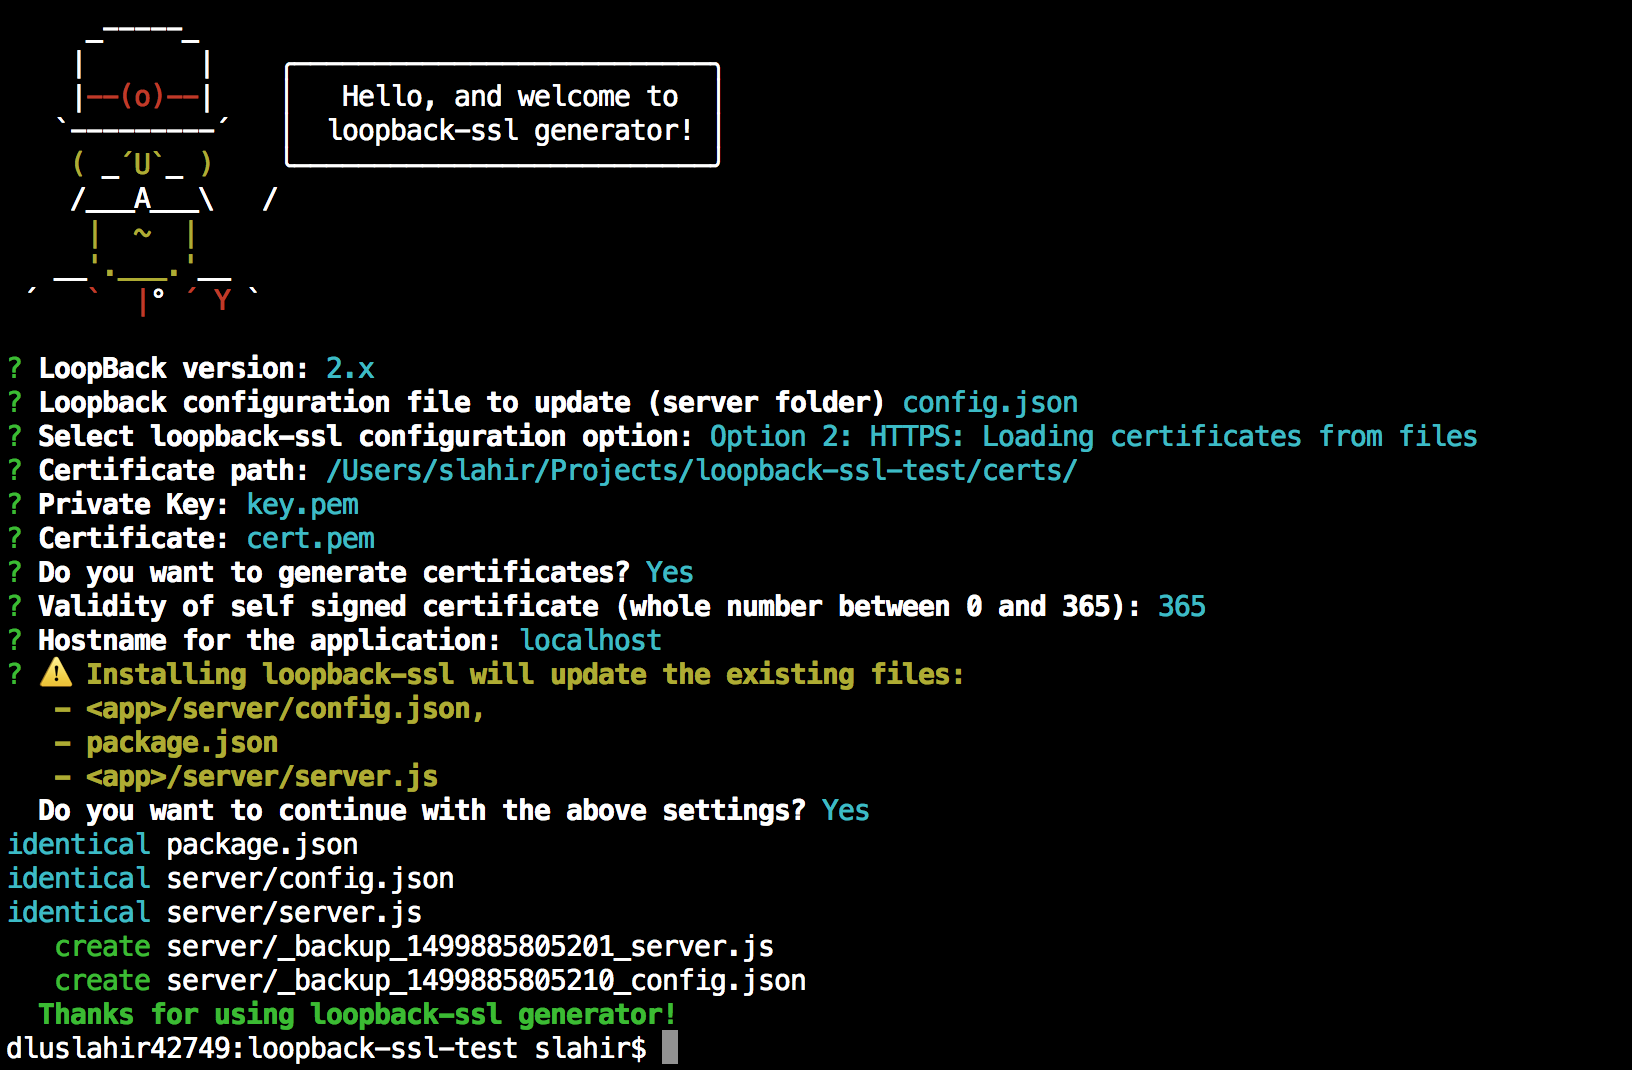 _-----_
    |       |
    |--(o)--|    Hello, and welcome to
   `---------´   loopback-ssl generator!
    ( _´U`_ )
    /___A___\   /
     |  ~  |
   __'.___.'__
 ´   `  |° ´ Y `
? LoopBack version: 2.x
? Loopback configuration file to update (server folder) config.json
? Select loopback-ssl configuration option: Option 2: HTTPS: Loading certificates from files
? Certificate path: /Users/slahir/Projects/loopback-ssl-test/certs/
? Private Key: key.pem
? Certificate: cert.pem
? Do you want to generate certificates? Yes
? Validity of self signed certificate (whole number between 0 and 365): 365
? Hostname for the application: localhost
? ⚠️ Installing loopback-ssl will update the existing files:
   - <app>/server/config.json,
   - package.json
   - <app>/server/server.js
  Do you want to continue with the above settings? Yes
identical package.json
identical server/config.json
identical server/server.js
   create server/_backup_1499885805201_server.js
   create server/_backup_1499885805210_config.json
  Thanks for using loopback-ssl generator!
dluslahir42749:loopback-ssl-test slahir$